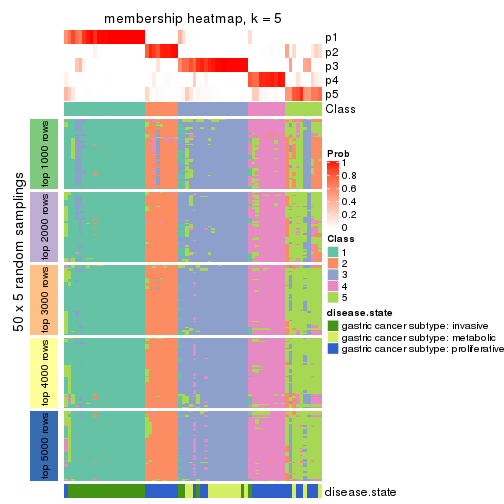 membership heatmap, k = 5
p1
p2
p3
p4
p5
Class
50 x 5 random samplings
top 1000 rows
top 2000 rows
top 3000 rows
top 4000 rows
top 5000 rows
Prob
1
0.8
0.6
0.4
0.2
0
Class
1
2
3
4
5
disease.state
gastric cancer subtype: invasive
gastric cancer subtype: metabolic
gastric cancer subtype: proliferative
disease.state